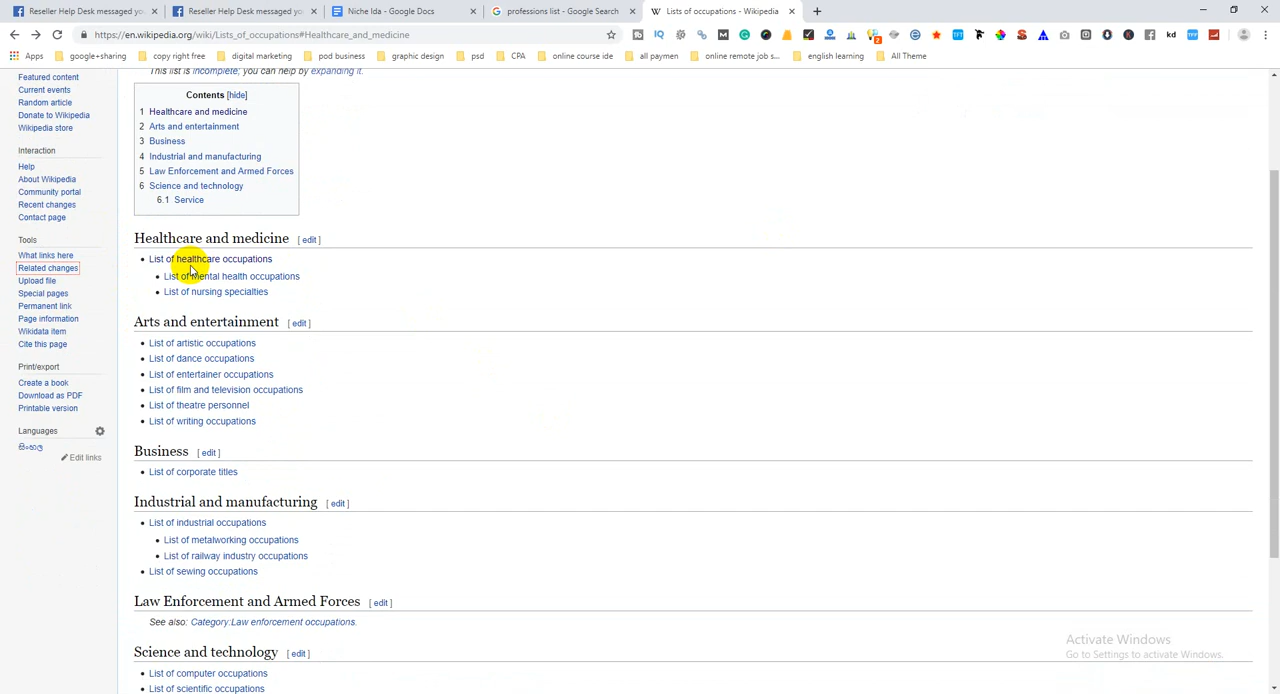 Reseller Help Desk messaged yo
Reseller Help Desk messaged yo
Niche Ida - Google Docs
professions list - Google Search
Lists of occupations - Wikipedia
https://en.wikipedia.org/wiki/Lists_of_occupations#Healthcare_and_medicine
Apps
google+sharing
copy right free
digital marketing
pod business
graphic design
psd
CPA
online course ide
all paymen
online remote job s...
english learning
All Theme
This list is incomplete; you can help by expanding it.
Featured content
Current events
Random article
Donate to Wikipedia
Wikipedia store
Interaction
Help
About Wikipedia
Community portal
Recent changes
Contact page
Tools
What links here
Related changes
Upload file
Special pages
Permanent link
Page information
Wikidata item
Cite this page
Print/export
Create a book
Download as PDF
Printable version
Languages
සිංහල
Edit links
Contents [hide]
1 Healthcare and medicine
2 Arts and entertainment
3 Business
4 Industrial and manufacturing
5 Law Enforcement and Armed Forces
6 Science and technology
6.1 Service
Healthcare and medicine [ edit ]
• List of healthcare occupations
• List of mental health occupations
• List of nursing specialties
Arts and entertainment [ edit ]
• List of artistic occupations
• List of dance occupations
• List of entertainer occupations
• List of film and television occupations
• List of theatre personnel
• List of writing occupations
Business [ edit ]
• List of corporate titles
Industrial and manufacturing [ edit ]
• List of industrial occupations
• List of metalworking occupations
• List of railway industry occupations
• List of sewing occupations
Law Enforcement and Armed Forces [ edit ]
See also: Category:Law enforcement occupations.
Science and technology [ edit ]
• List of computer occupations
• List of scientific occupations
Activate Windows
Go to Settings to activate Windows.